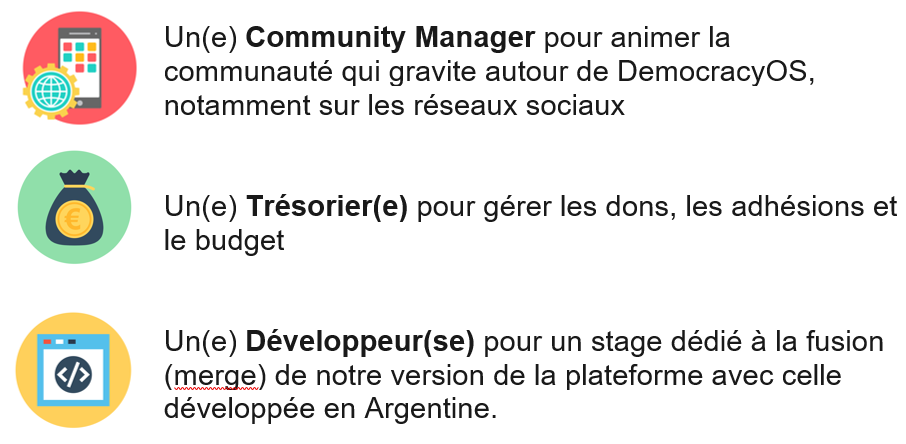 Un(e) Community Manager pour animer la
communauté qui gravite autour de DemocracyOS,
notamment sur les réseaux sociaux
Un(e) Trésorier(e) pour gérer les dons, les adhésions et
le budget
Un(e) Développeur(se) pour un stage dédié à la fusion
(merge) de notre version de la plateforme avec celle
développée en Argentine.